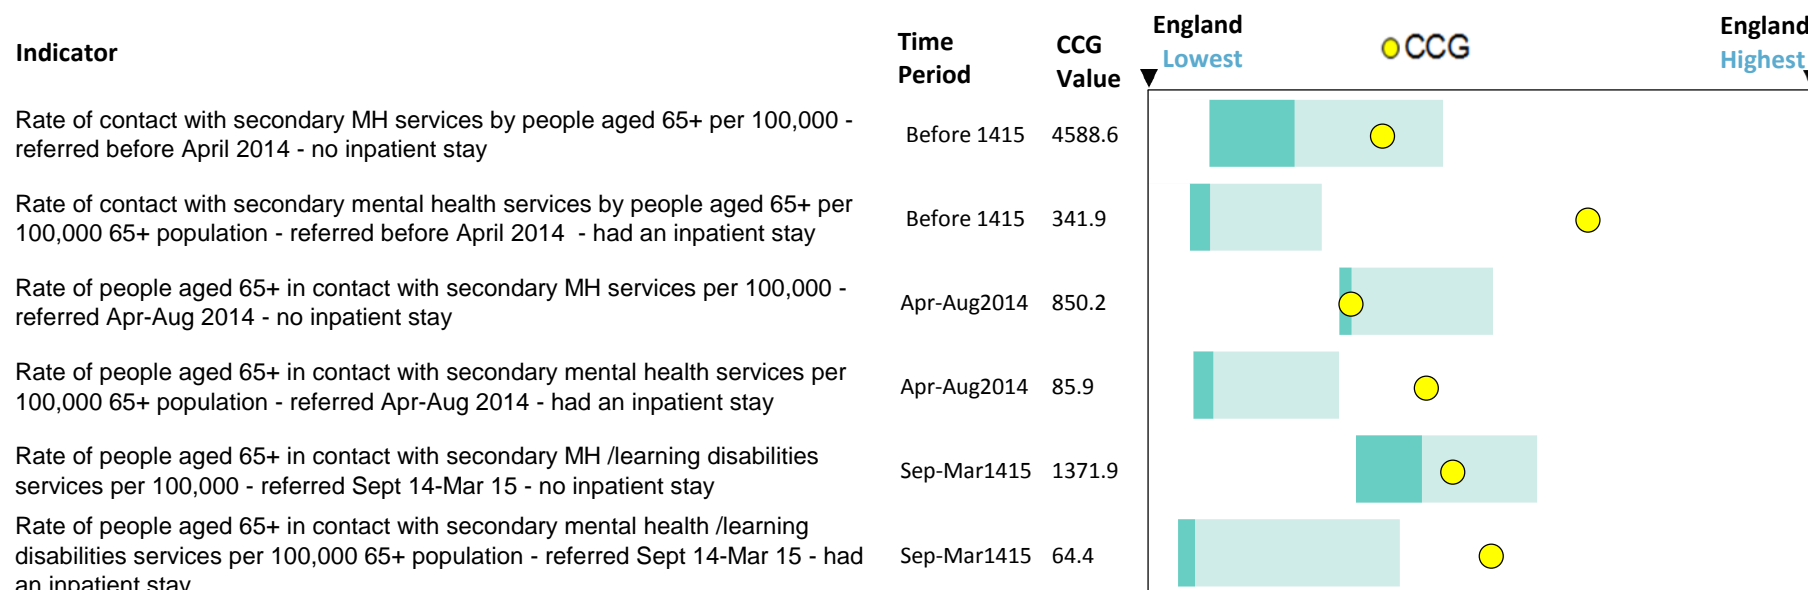 Indicator
Time
Period
CCG
Value
England
Lowest
CCG
England
Highest
Rate of contact with secondary MH services by people aged 65+ per 100,000 -
referred before April 2014 - no inpatient stay
Before 1415
4588.6
Rate of contact with secondary mental health services by people aged 65+ per
100,000 65+ population - referred before April 2014 - had an inpatient stay
Before 1415
341.9
Rate of people aged 65+ in contact with secondary MH services per 100,000 -
referred Apr-Aug 2014 - no inpatient stay
Apr-Aug2014
850.2
Rate of people aged 65+ in contact with secondary mental health services per
100,000 65+ population - referred Apr-Aug 2014 - had an inpatient stay
Apr-Aug2014
85.9
Rate of people aged 65+ in contact with secondary MH /learning disabilities
services per 100,000 - referred Sept 14-Mar 15 - no inpatient stay
Sep-Mar1415
1371.9
Rate of people aged 65+ in contact with secondary mental health /learning
disabilities services per 100,000 65+ population - referred Sept 14-Mar 15 - had
an inpatient stay
Sep-Mar1415
64.4